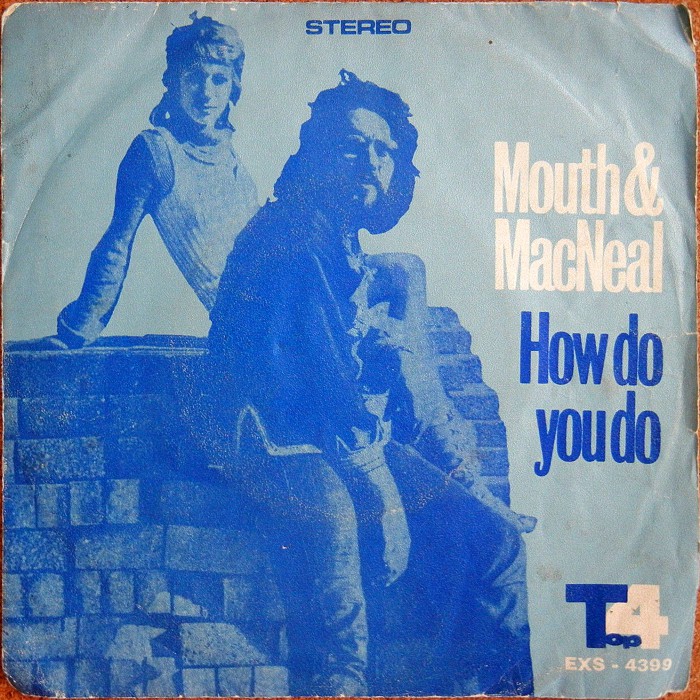 STEREO
Mouth &
MacNeal
How do
you do
Top 4
EXS - 4399